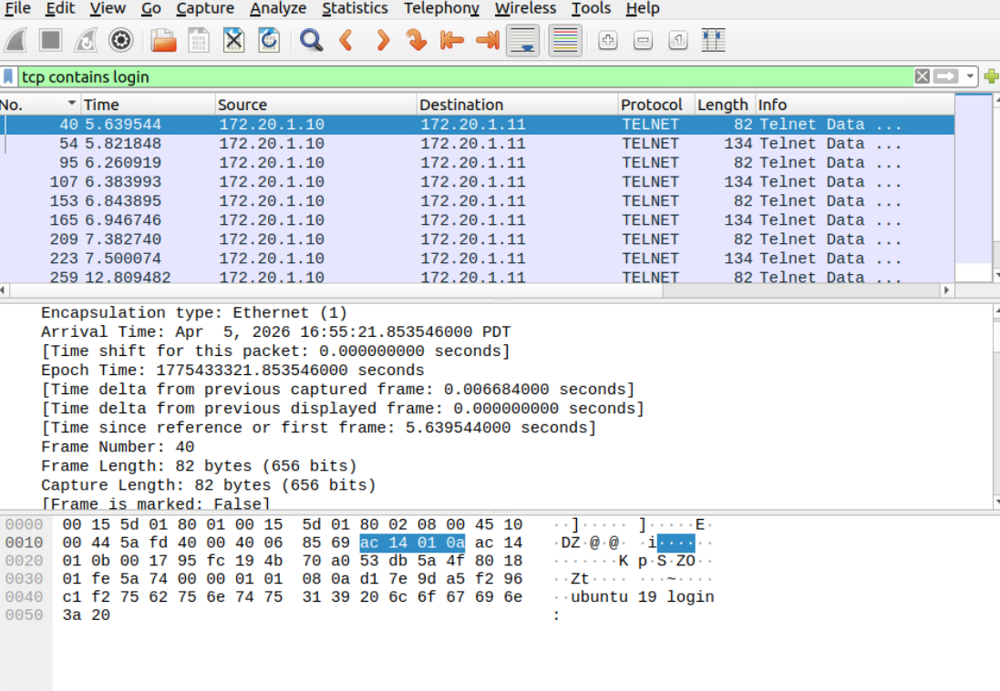 File Edit View Go Capture Analyze Statistics Telephony Wireless Tools Help
tcp contains login
No. Time Source Destination Protocol Length Info
40 5.639544 172.20.1.10 172.20.1.11 TELNET 82 Telnet Data ...
54 5.821848 172.20.1.10 172.20.1.11 TELNET 134 Telnet Data ...
95 6.260919 172.20.1.10 172.20.1.11 TELNET 82 Telnet Data ...
107 6.383993 172.20.1.10 172.20.1.11 TELNET 134 Telnet Data ...
153 6.843895 172.20.1.10 172.20.1.11 TELNET 82 Telnet Data ...
165 6.946746 172.20.1.10 172.20.1.11 TELNET 134 Telnet Data ...
209 7.382740 172.20.1.10 172.20.1.11 TELNET 82 Telnet Data ...
223 7.500074 172.20.1.10 172.20.1.11 TELNET 134 Telnet Data ...
259 12.809482 172.20.1.10 172.20.1.11 TELNET 82 Telnet Data ...
Encapsulation type: Ethernet (1)
Arrival Time: Apr  5, 2026 16:55:21.853546000 PDT
[Time shift for this packet: 0.000000000 seconds]
Epoch Time: 1775433321.853546000 seconds
[Time delta from previous captured frame: 0.006684000 seconds]
[Time delta from previous displayed frame: 0.000000000 seconds]
[Time since reference or first frame: 5.639544000 seconds]
Frame Number: 40
Frame Length: 82 bytes (656 bits)
Capture Length: 82 bytes (656 bits)
[Frame is marked: False]
0000 00 15 5d 01 80 01 00 15 5d 01 80 02 08 00 45 10 ··]····· ]·····E·
0010 00 44 5a fd 40 00 40 06 85 69 ac 14 01 0a ac 14 ·DZ·@·@· ·i······
0020 01 0b 00 17 95 fc 19 4b 70 a0 53 db 5a 4f 80 18 ·······K p·S·ZO··
0030 01 fe 5a 74 00 00 01 01 08 0a d1 7e 9d a5 f2 96 ··Zt···· ···~····
0040 c1 f2 75 62 75 6e 74 75 31 39 20 6c 6f 67 69 6e ··ubuntu 19 login
0050 3a 20 :